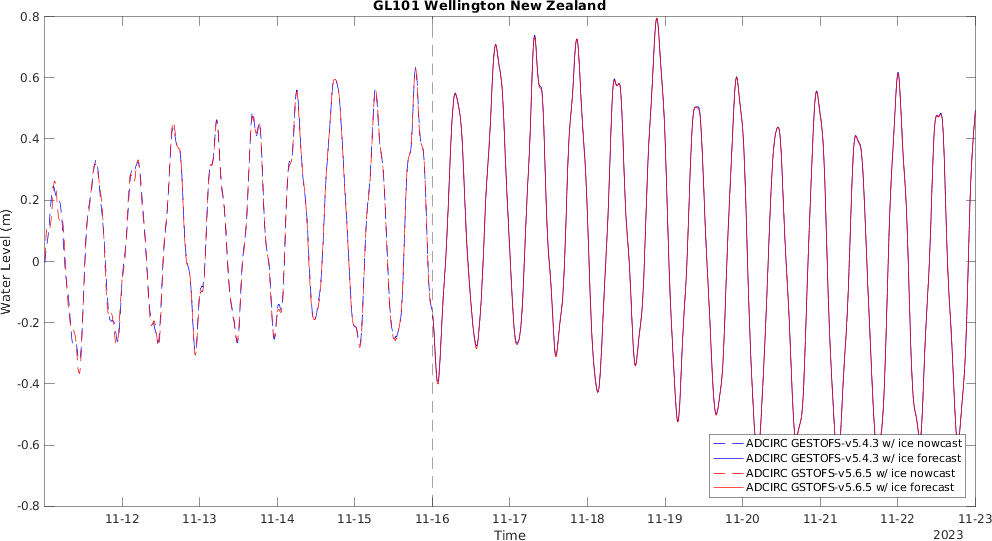 GL101 Wellington New Zealand
Water Level (m)
0.8
0.6
0.4
0.2
0
-0.2
-0.4
-0.6
-0.8
ADCIRC GESTOFS-v5.4.3 w/ ice nowcast
ADCIRC GESTOFS-v5.4.3 w/ ice forecast
ADCIRC GSTOFS-v5.6.5 w/ ice nowcast
ADCIRC GSTOFS-v5.6.5 w/ ice forecast
11-12 11-13 11-14 11-15 11-16 11-17 11-18 11-19 11-20 11-21 11-22 11-23
Time
2023